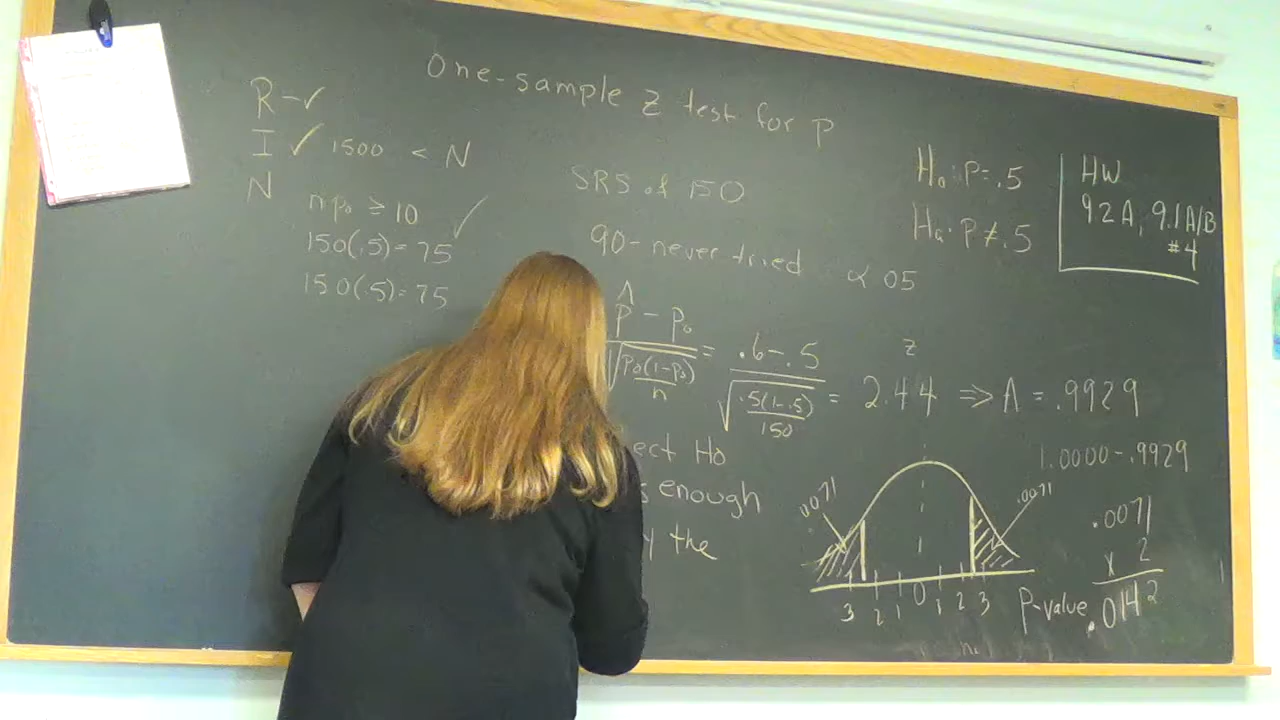 One-sample z test for p
R - ✓
I ✓ 1500 < N
N
n p₀ ≥ 10 ✓
150(.5) = 75
150(.5) = 75
SRS of 150
90 - never tried
α 05
H₀: P = .5
Hₐ: P ≠ .5
HW
9.2A, 9.1A/B
#4
p̂ - p₀
√ p₀(1-p₀)
n
= .6 - .5
√ .5(1-.5)
150
z
= 2.44 ⇒ A = .9929
ect H₀
enough
the
1.0000 - .9929
.0071
x 2
P-value .0142
.0071
.0071
3 2 1 0 1 2 3